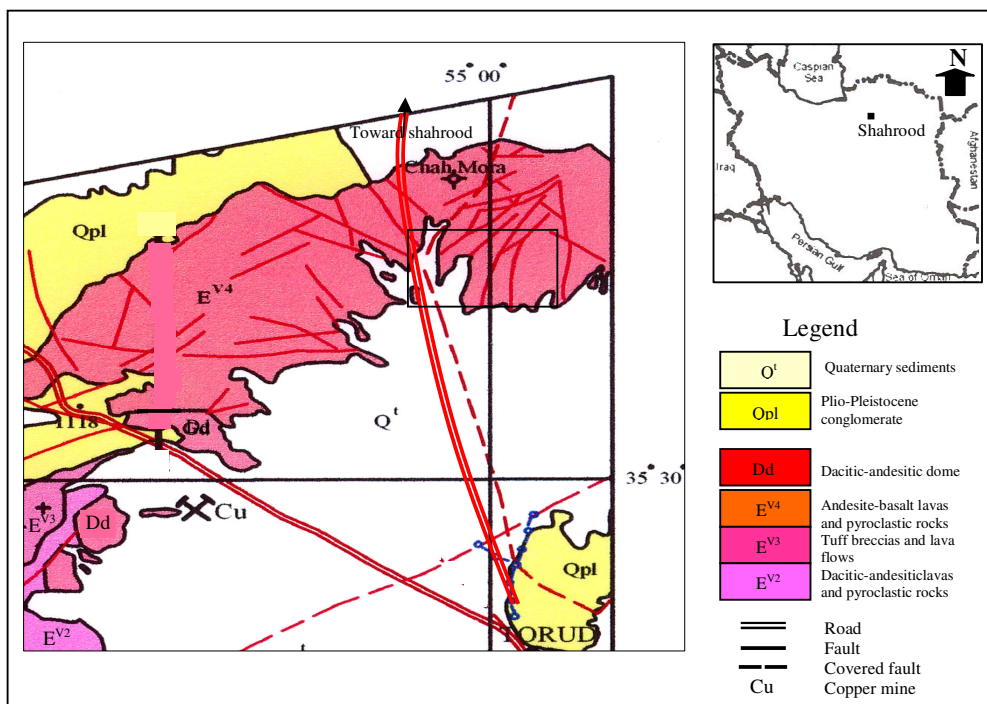 55° 00'
Toward shahrood
Chah Mora
Qpl
E^V4
1118
Dd
Q^t
35° 30
E^V3
Dd
Cu
Qpl
E^V2
TORUD
N
Caspian
Sea
Shahrood
Afghanestan
Iraq
Persian Gulf
Sea of Oman
Legend
Q^t Quaternary sediments
Qpl Plio-Pleistocene
conglomerate
Dd Dacitic-andesitic dome
E^V4 Andesite-basalt lavas
and pyroclastic rocks
E^V3 Tuff breccias and lava
flows
E^V2 Dacitic-andesiticlavas
and pyroclastic rocks
Road
Fault
Covered fault
Cu Copper mine